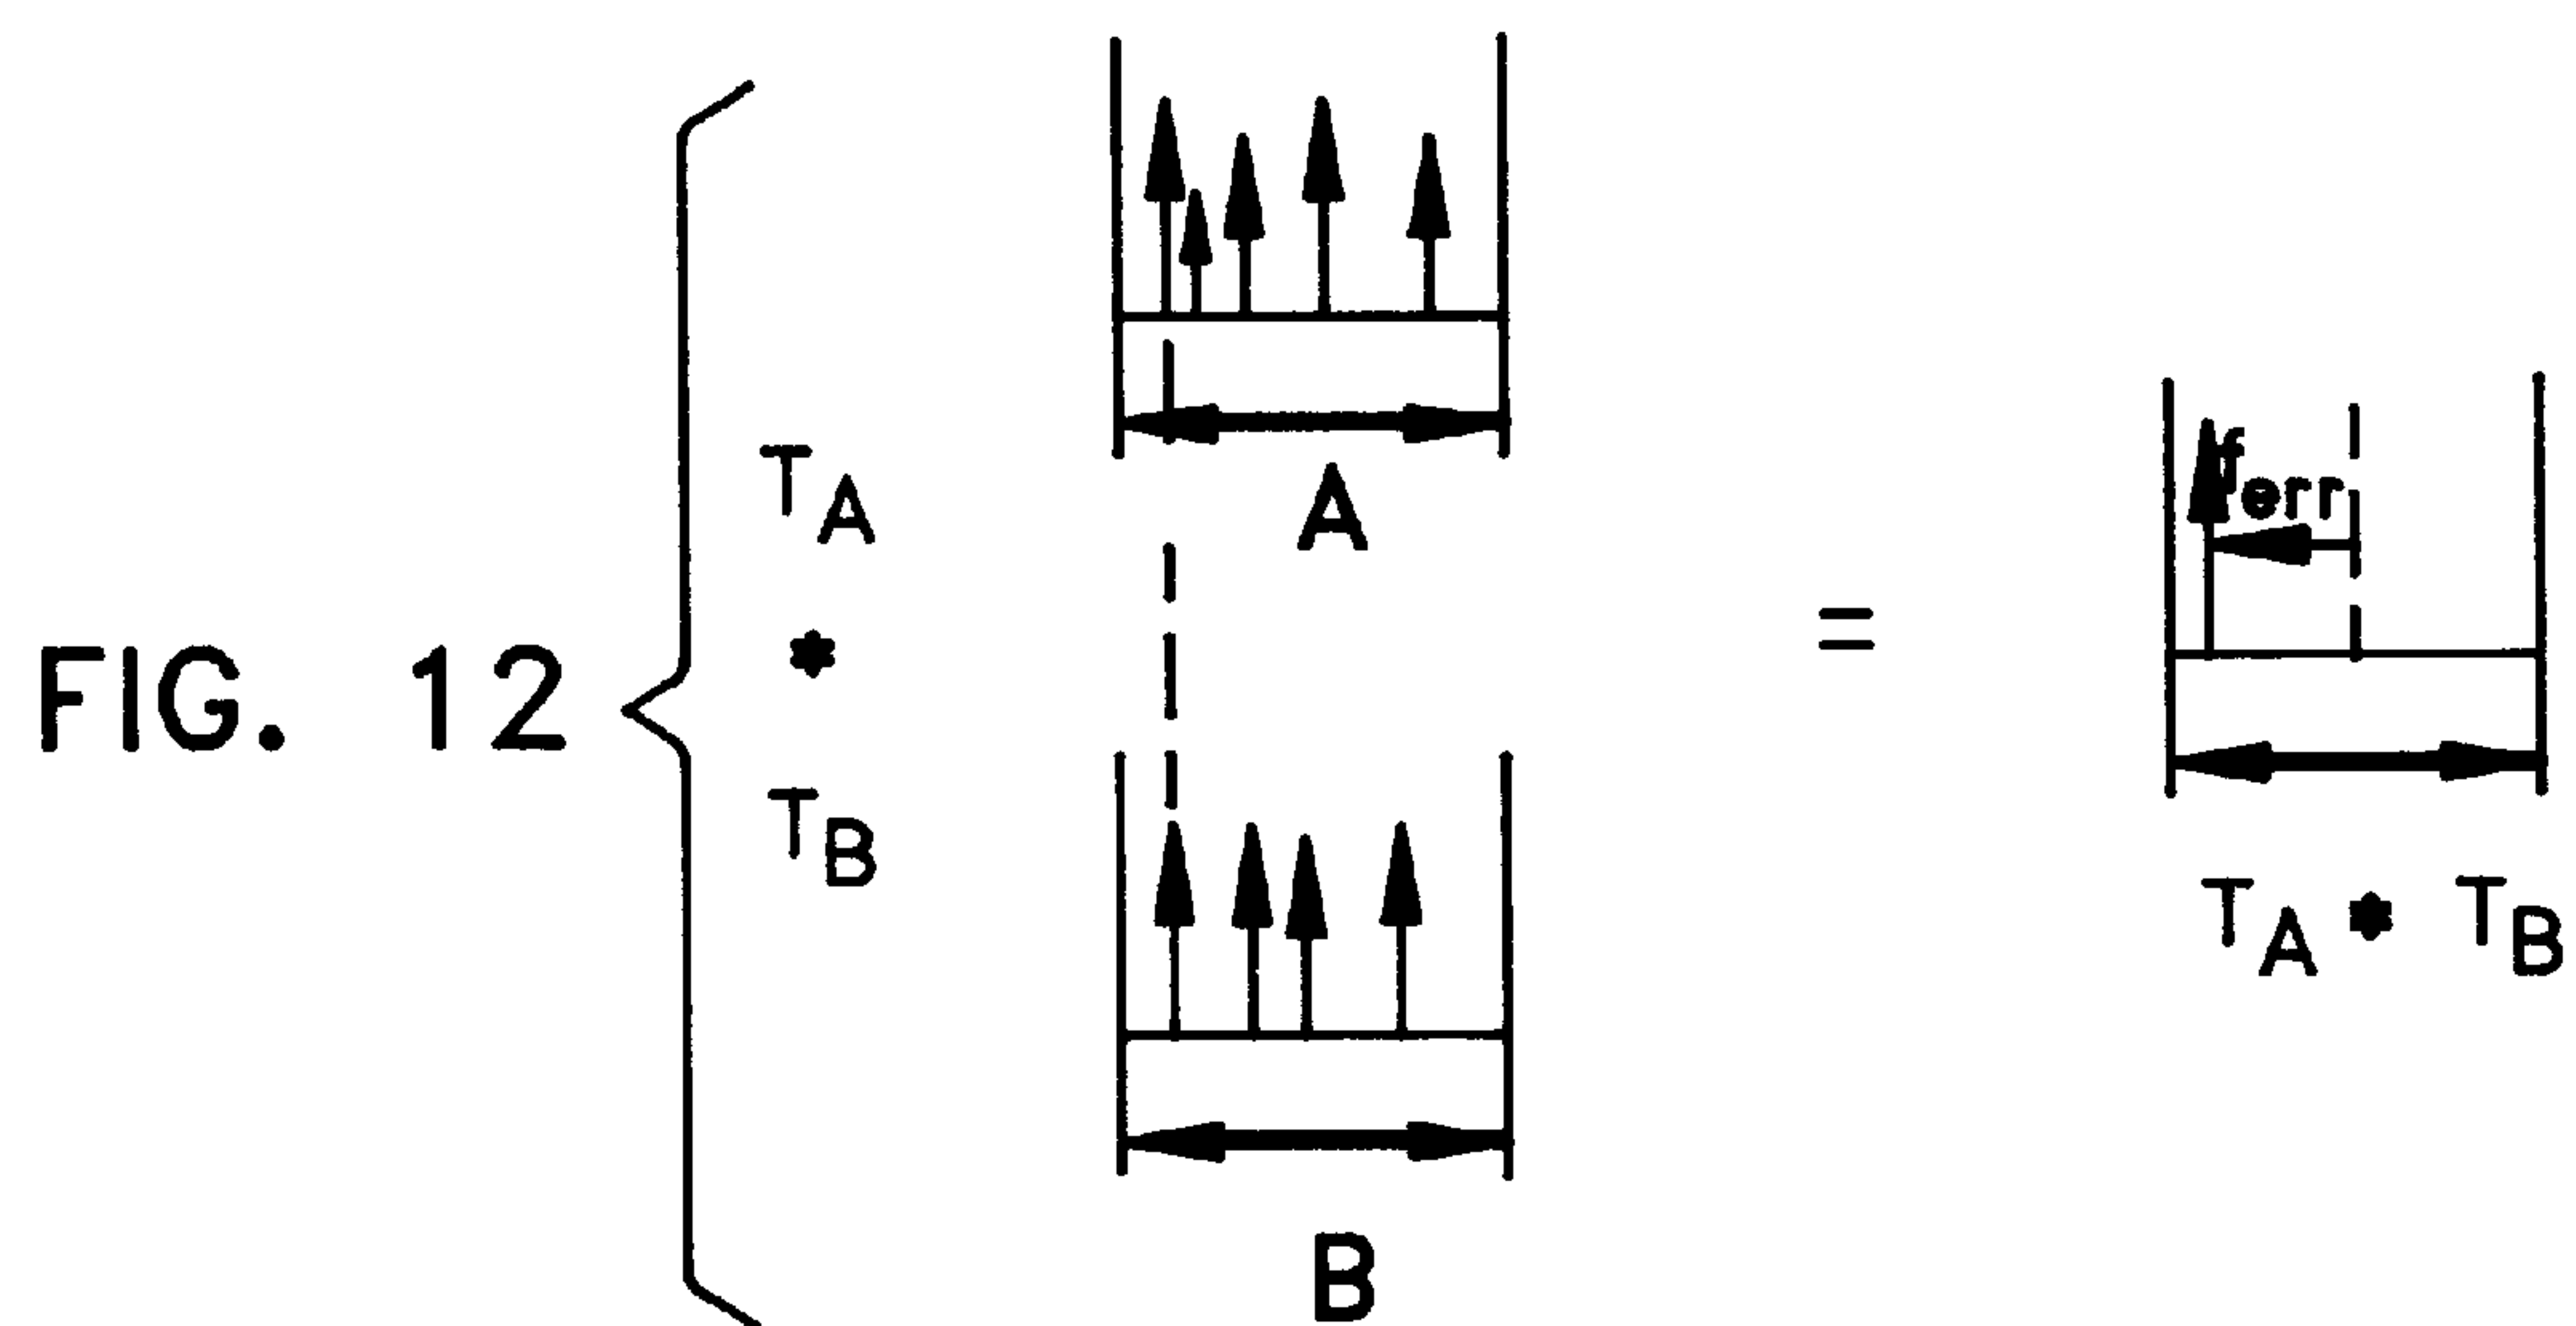 FIG. 12
T_A
*
T_B
A
B
=
f_err
T_A * T_B